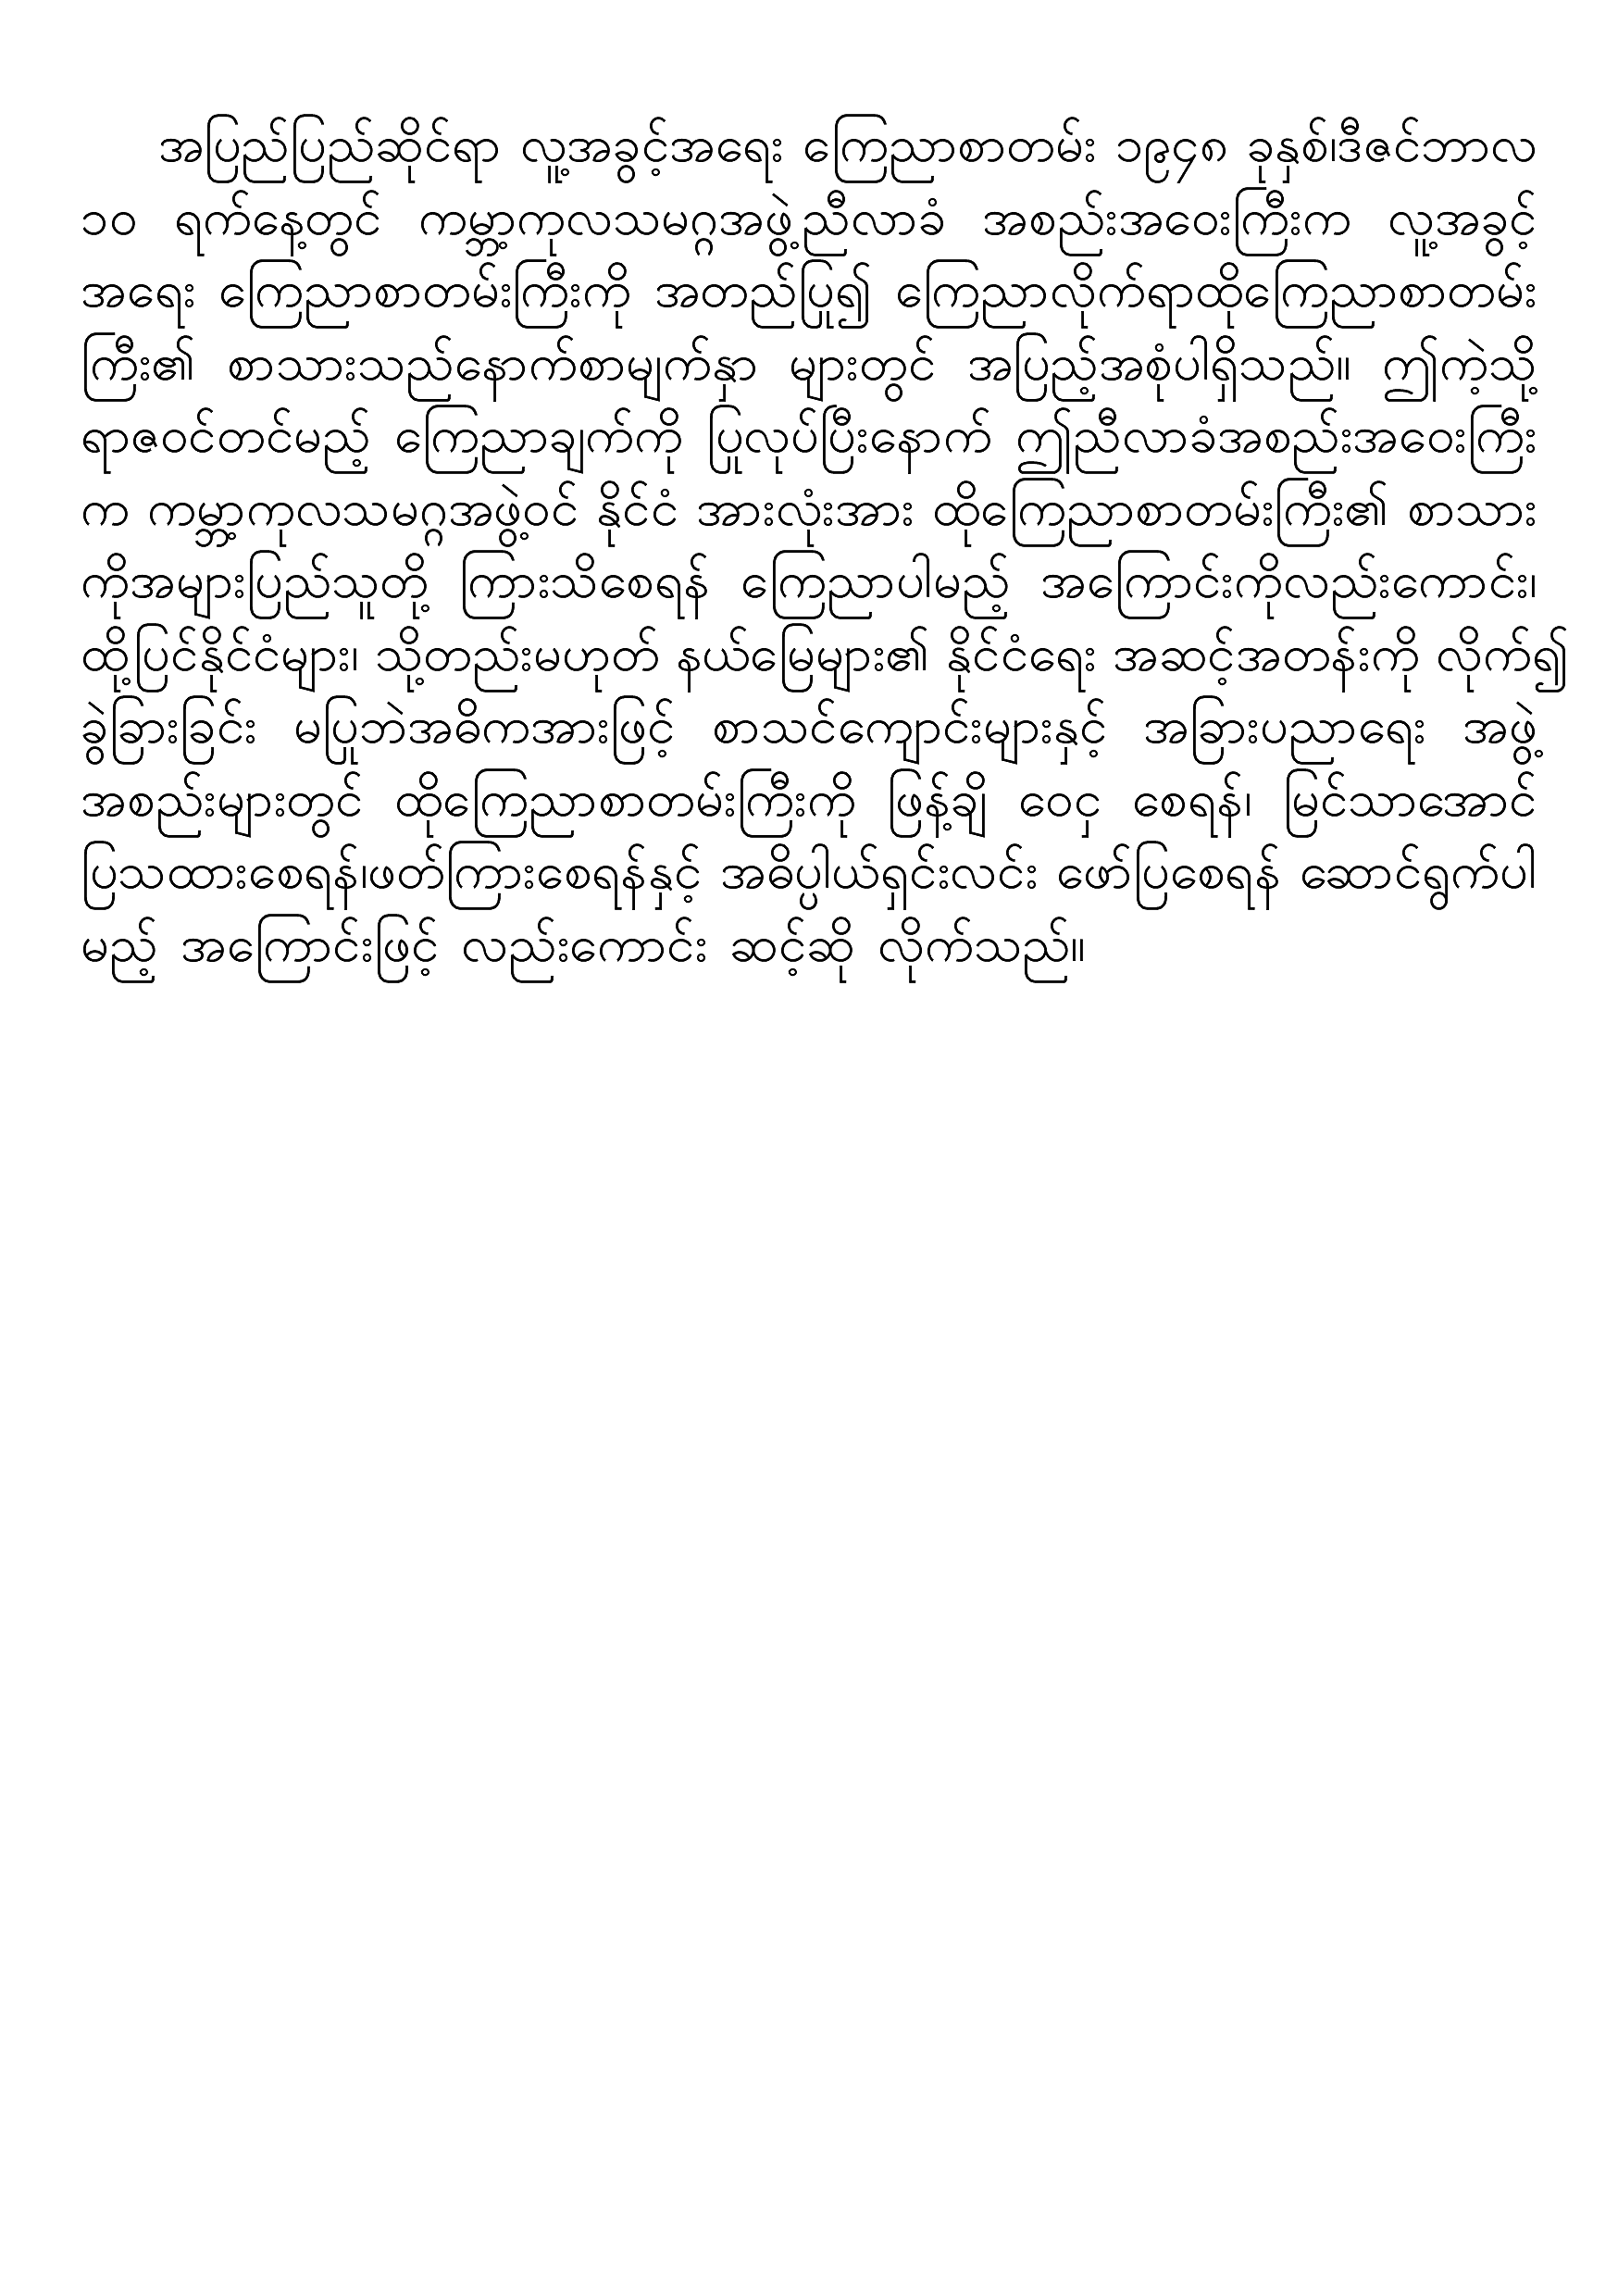 အပြည်ပြည်ဆိုင်ရာ လူ့အခွင့်အရေး ကြေညာစာတမ်း ၁၉၄၈ ခုနှစ်၊ဒီဇင်ဘာလ
၁၀ ရက်နေ့တွင် ကမ္ဘာ့ကုလသမဂ္ဂအဖွဲ့ညီလာခံ အစည်းအဝေးကြီးက လူ့အခွင့်
အရေး ကြေညာစာတမ်းကြီးကို အတည်ပြု၍ ကြေညာလိုက်ရာထိုကြေညာစာတမ်း
ကြီး၏ စာသားသည်နောက်စာမျက်နှာ များတွင် အပြည့်အစုံပါရှိသည်။ ဤကဲ့သို့
ရာဇဝင်တင်မည့် ကြေညာချက်ကို ပြုလုပ်ပြီးနောက် ဤညီလာခံအစည်းအဝေးကြီး
က ကမ္ဘာ့ကုလသမဂ္ဂအဖွဲ့ဝင် နိုင်ငံ အားလုံးအား ထိုကြေညာစာတမ်းကြီး၏ စာသား
ကိုအများပြည်သူတို့ ကြားသိစေရန် ကြေညာပါမည့် အကြောင်းကိုလည်းကောင်း၊
ထို့ပြင်နိုင်ငံများ၊ သို့တည်းမဟုတ် နယ်မြေများ၏ နိုင်ငံရေး အဆင့်အတန်းကို လိုက်၍
ခွဲခြားခြင်း မပြုဘဲအဓိကအားဖြင့် စာသင်ကျောင်းများနှင့် အခြားပညာရေး အဖွဲ့
အစည်းများတွင် ထိုကြေညာစာတမ်းကြီးကို ဖြန့်ချိ ဝေငှ စေရန်၊ မြင်သာအောင်
ပြသထားစေရန်၊ဖတ်ကြားစေရန်နှင့် အဓိပ္ပါယ်ရှင်းလင်း ဖော်ပြစေရန် ဆောင်ရွက်ပါ
မည့် အကြောင်းဖြင့် လည်းကောင်း ဆင့်ဆို လိုက်သည်။